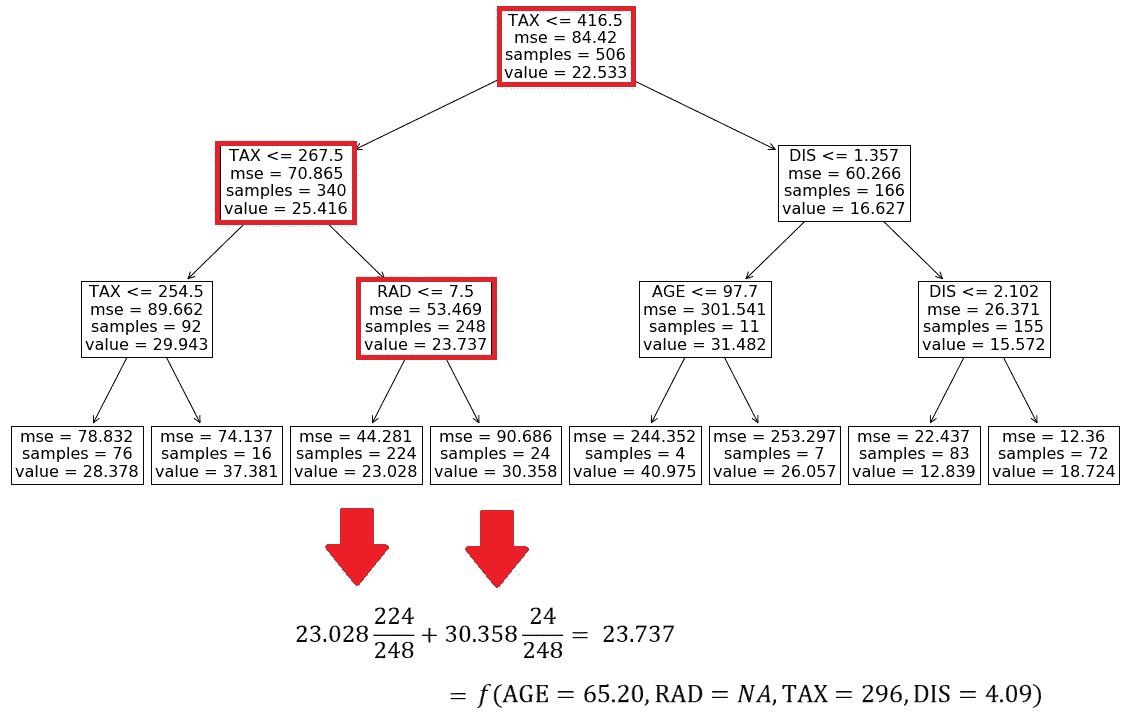 TAX <= 416.5
mse = 84.42
samples = 506
value = 22.533
TAX <= 267.5
mse = 70.865
samples = 340
value = 25.416
DIS <= 1.357
mse = 60.266
samples = 166
value = 16.627
TAX <= 254.5
mse = 89.662
samples = 92
value = 29.943
RAD <= 7.5
mse = 53.469
samples = 248
value = 23.737
AGE <= 97.7
mse = 301.541
samples = 11
value = 31.482
DIS <= 2.102
mse = 26.371
samples = 155
value = 15.572
mse = 78.832
samples = 76
value = 28.378
mse = 74.137
samples = 16
value = 37.381
mse = 44.281
samples = 224
value = 23.028
mse = 90.686
samples = 24
value = 30.358
mse = 244.352
samples = 4
value = 40.975
mse = 253.297
samples = 7
value = 26.057
mse = 22.437
samples = 83
value = 12.839
mse = 12.36
samples = 72
value = 18.724
23.028 224/248 + 30.358 24/248 = 23.737
= f(AGE = 65.20, RAD = NA, TAX = 296, DIS = 4.09)